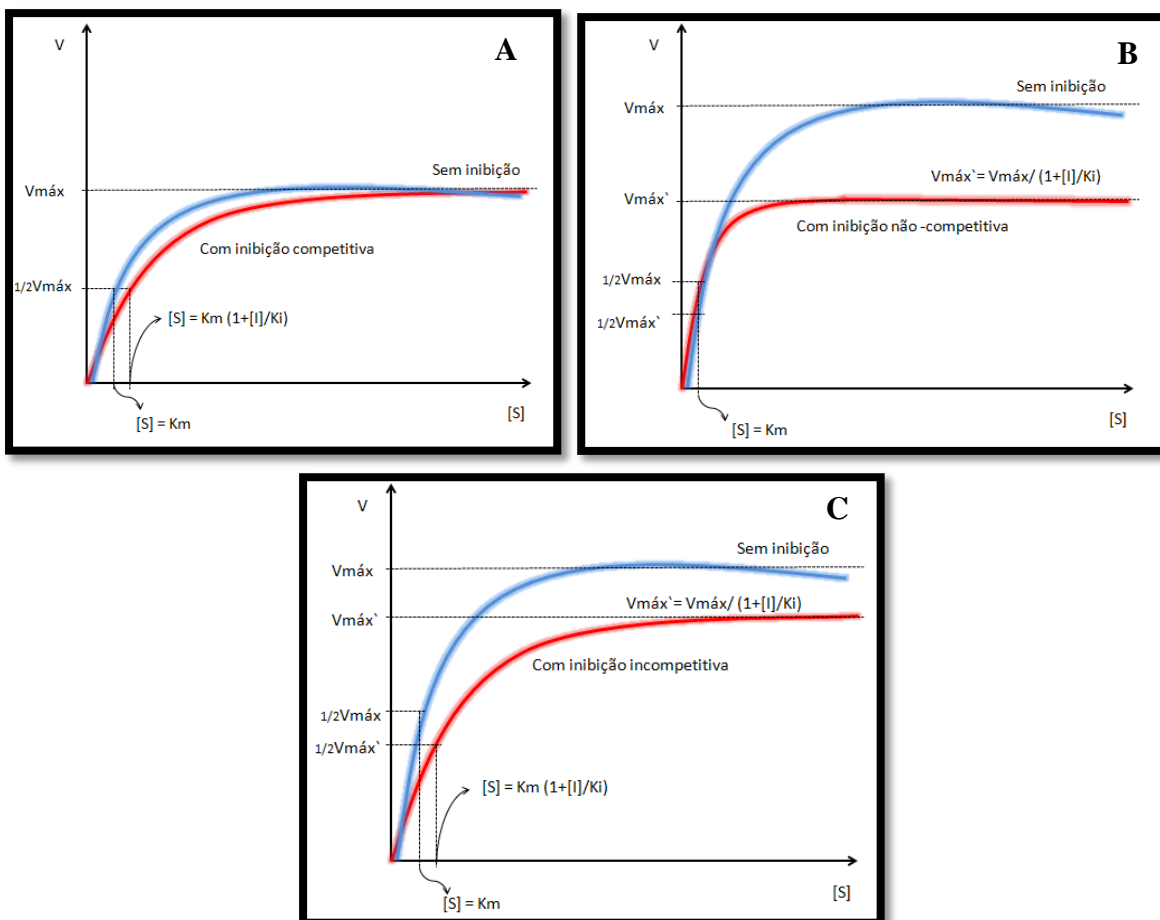 A
V
Sem inibição
Vmáx
Com inibição competitiva
1/2Vmáx
[S] = Km (1+[I]/Ki)
[S]
[S] = Km
B
V
Sem inibição
Vmáx
Vmáx`= Vmáx/ (1+[I]/Ki)
Vmáx`
Com inibição não -competitiva
1/2Vmáx
1/2Vmáx`
[S]
[S] = Km
C
V
Sem inibição
Vmáx
Vmáx`= Vmáx/ (1+[I]/Ki)
Vmáx`
Com inibição incompetitiva
1/2Vmáx
1/2Vmáx`
[S] = Km (1+[I]/Ki)
[S]
[S] = Km